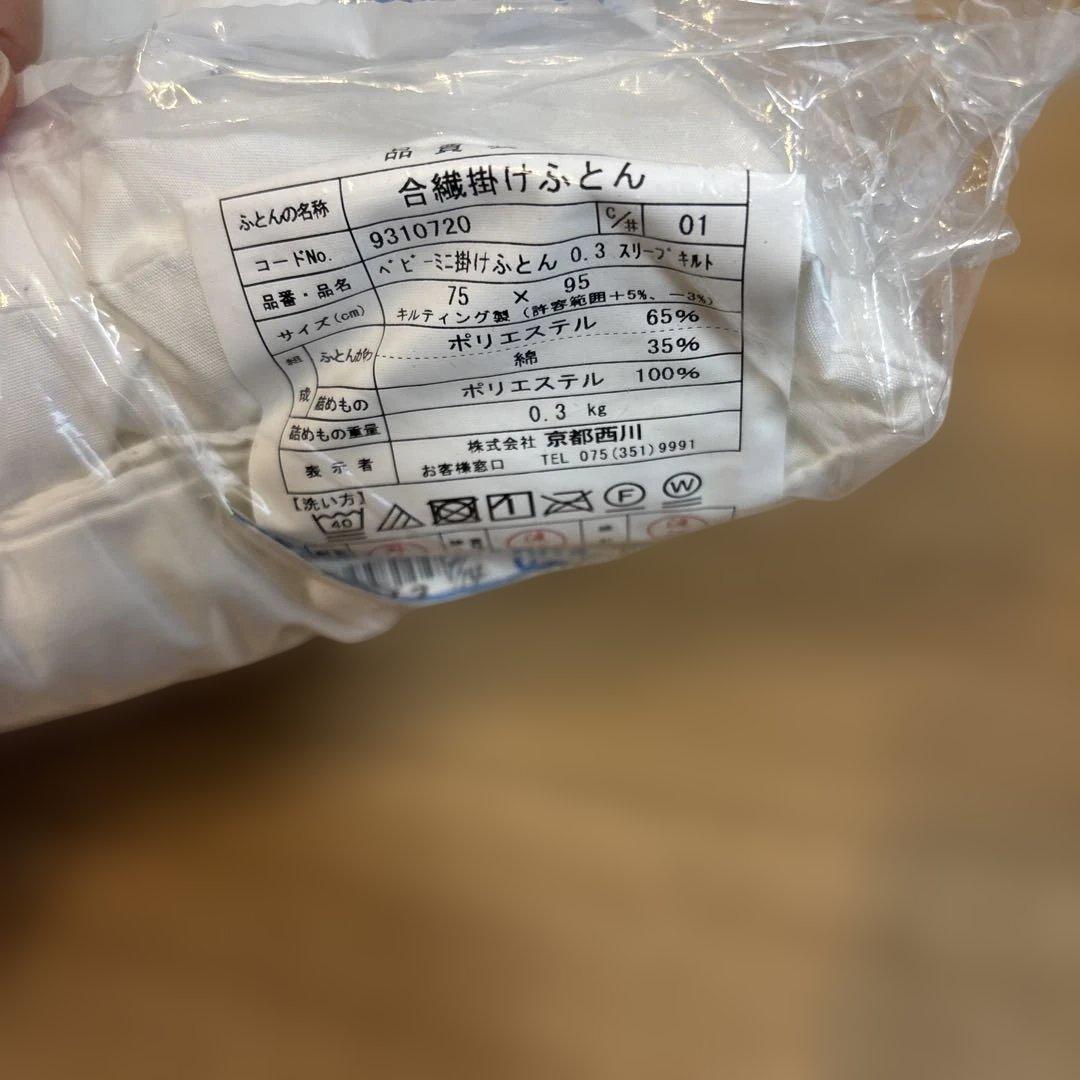 品質
ふとんの名称 合繊掛けふとん
コードNo. 9310720 C/# 01
品番・品名 ベビーミニ掛けふとん 0.3 スリープキルト
サイズ(cm) 75 × 95
キルティング製(許容範囲+5%、-3%)
組成 ふとんがわ ポリエステル 65%
綿 35%
詰めもの ポリエステル 100%
詰めもの重量 0.3 kg
表示者 株式会社 京都西川
お客様窓口 TEL 075(351)9991
【洗い方】
40 F W